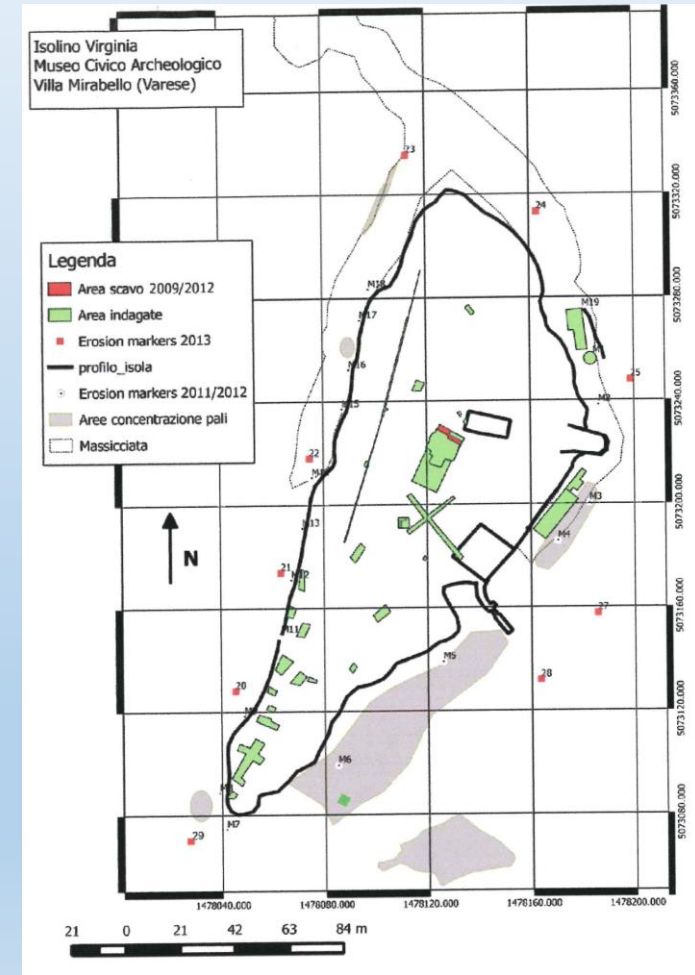 Isolino Virginia
Museo Civico Archeologico
Villa Mirabello (Varese)
Legenda
Area scavo 2009/2012
Area indagate
Erosion markers 2013
profilo_isola
Erosion markers 2011/2012
Aree concentrazione pali
Massicciata
N
23
24
M18
M19
M17
M16
25
M2
M15
22
M3
M13
M4
21
M12
27
M11
M5
28
20
M6
M7
29
5073360.000
5073320.000
5073280.000
5073240.000
5073200.000
5073160.000
5073120.000
5073080.000
1478040.000
1478080.000
1478120.000
1478160.000
1478200.000
21 0 21 42 63 84 m